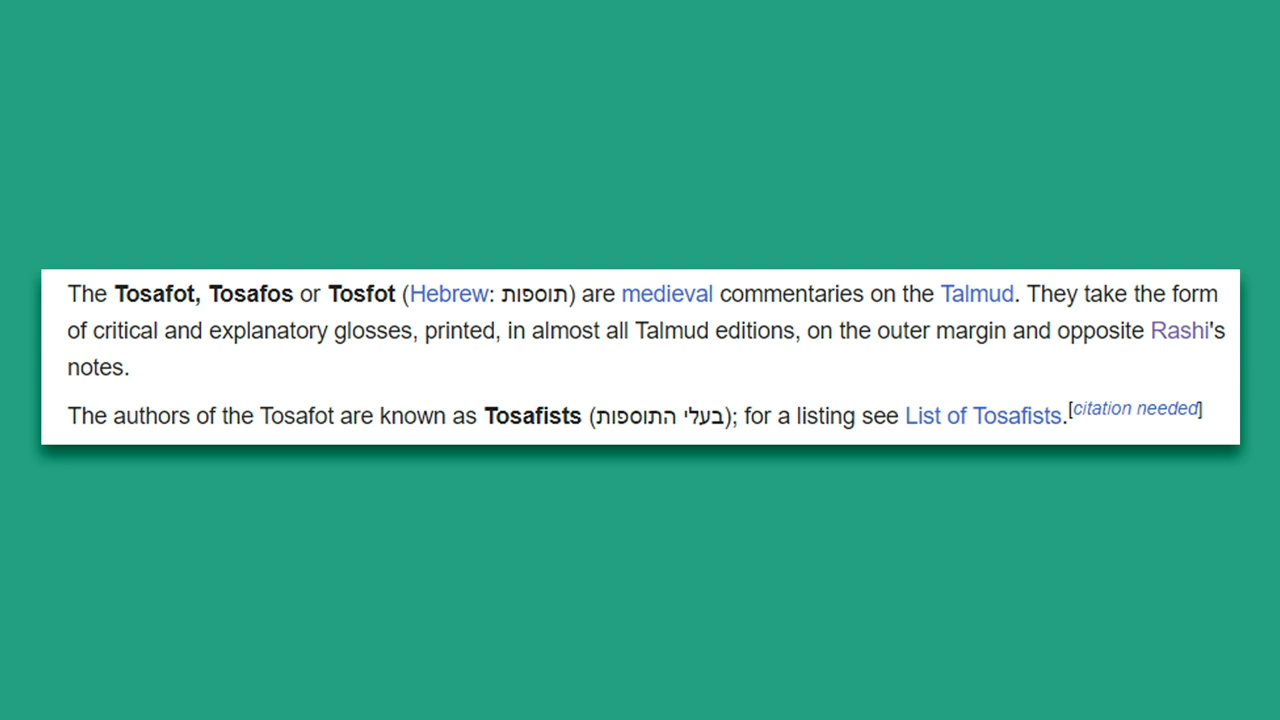 The Tosafot, Tosafos or Tosfot (Hebrew: תוספות) are medieval commentaries on the Talmud. They take the form
of critical and explanatory glosses, printed, in almost all Talmud editions, on the outer margin and opposite Rashi's
notes.
The authors of the Tosafot are known as Tosafists (בעלי התוספות); for a listing see List of Tosafists.[citation needed]